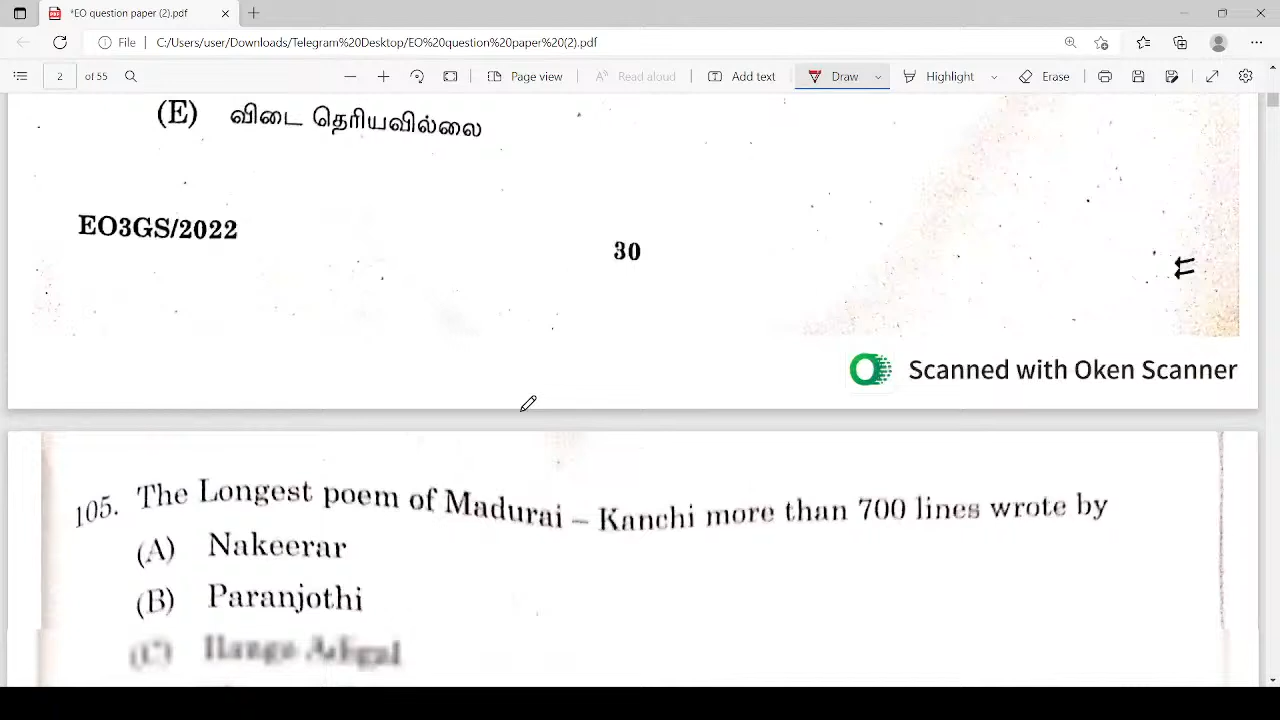 *EO question paper (2).pdf
File | C:/Users/user/Downloads/Telegram%20Desktop/EO%20question%20paper%20(2).pdf
2 of 55 Page view Read aloud Add text Draw Highlight Erase
(E) விடை தெரியவில்லை
EO3GS/2022
30
Scanned with Oken Scanner
105. The Longest poem of Madurai – Kanchi more than 700 lines wrote by
(A) Nakeerar
(B) Paranjothi
(C) Ilango Adigal